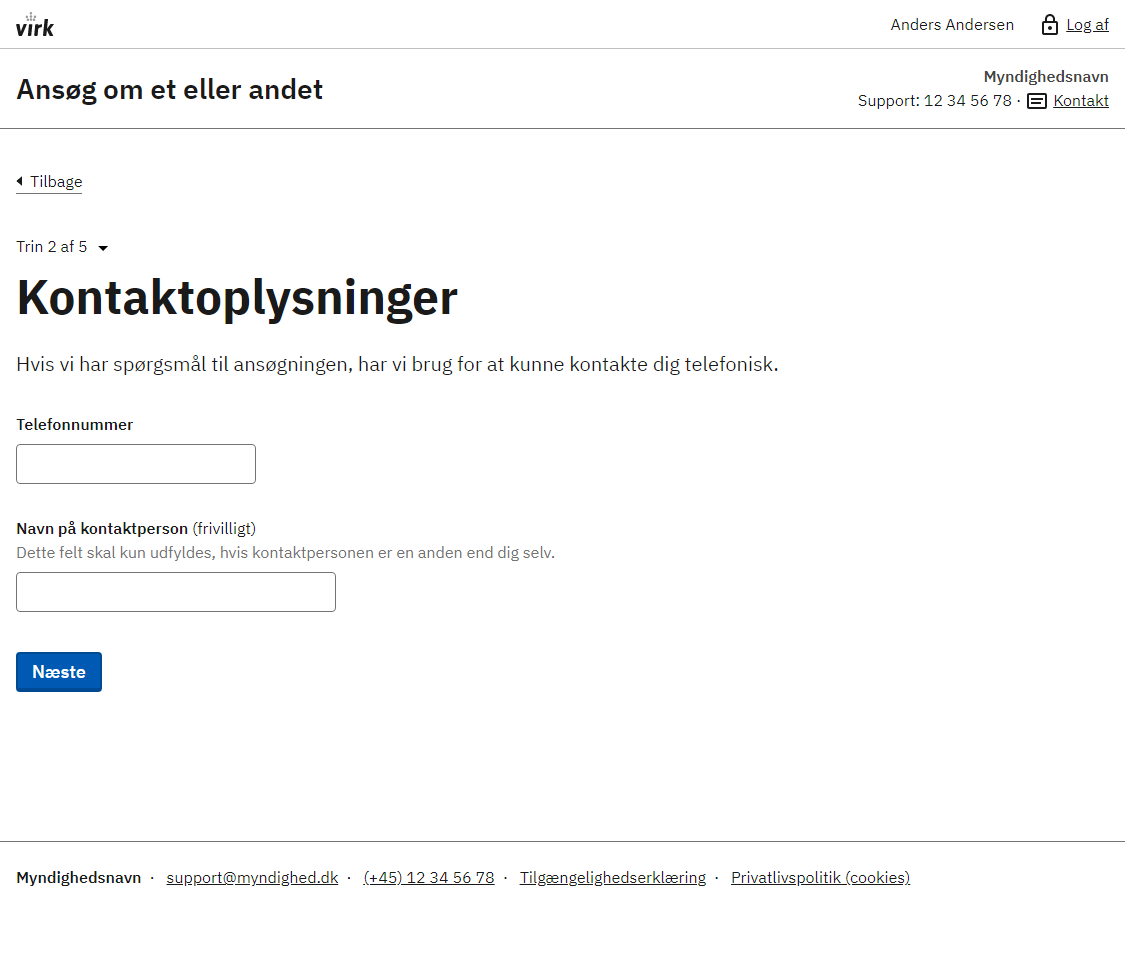 virk
Anders Andersen Log af
Ansøg om et eller andet
Myndighedsnavn
Support: 12 34 56 78 · Kontakt
Tilbage
Trin 2 af 5
Kontaktoplysninger
Hvis vi har spørgsmål til ansøgningen, har vi brug for at kunne kontakte dig telefonisk.
Telefonnummer
Navn på kontaktperson (frivilligt)
Dette felt skal kun udfyldes, hvis kontaktpersonen er en anden end dig selv.
Næste
Myndighedsnavn · support@myndighed.dk · (+45) 12 34 56 78 · Tilgængelighedserklæring · Privatlivspolitik (cookies)